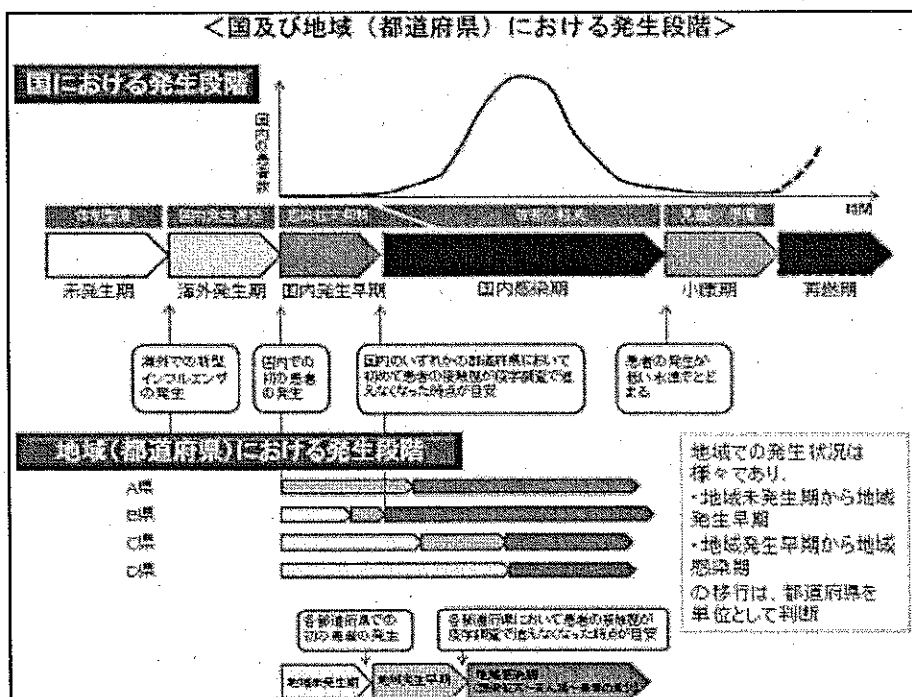 <国及び地域（都道府県）における発生段階>
国における発生段階
国内の患者数
時間
未発生期
海外発生期
国内発生早期
国内感染期
小康期
再燃期
海外での新型
インフルエンザ
の発生
国内での
初の患者
の発生
国内のいずれかの都道府県において
初めて患者の接触歴が疫学調査で追
えなくなった時点が目安
患者の発生が
低い水準でとど
まる
地域（都道府県）における発生段階
A県
B県
C県
D県
地域での発生状況は
様々であり、
・地域未発生期から地域
発生早期
・地域発生早期から地域
感染期
の移行は、都道府県を
単位として判断
各都道府県での
初の患者の発生
各都道府県において患者の接触歴が
疫学調査で追えなくなった時点が目安
地域未発生期
地域発生早期
地域感染期